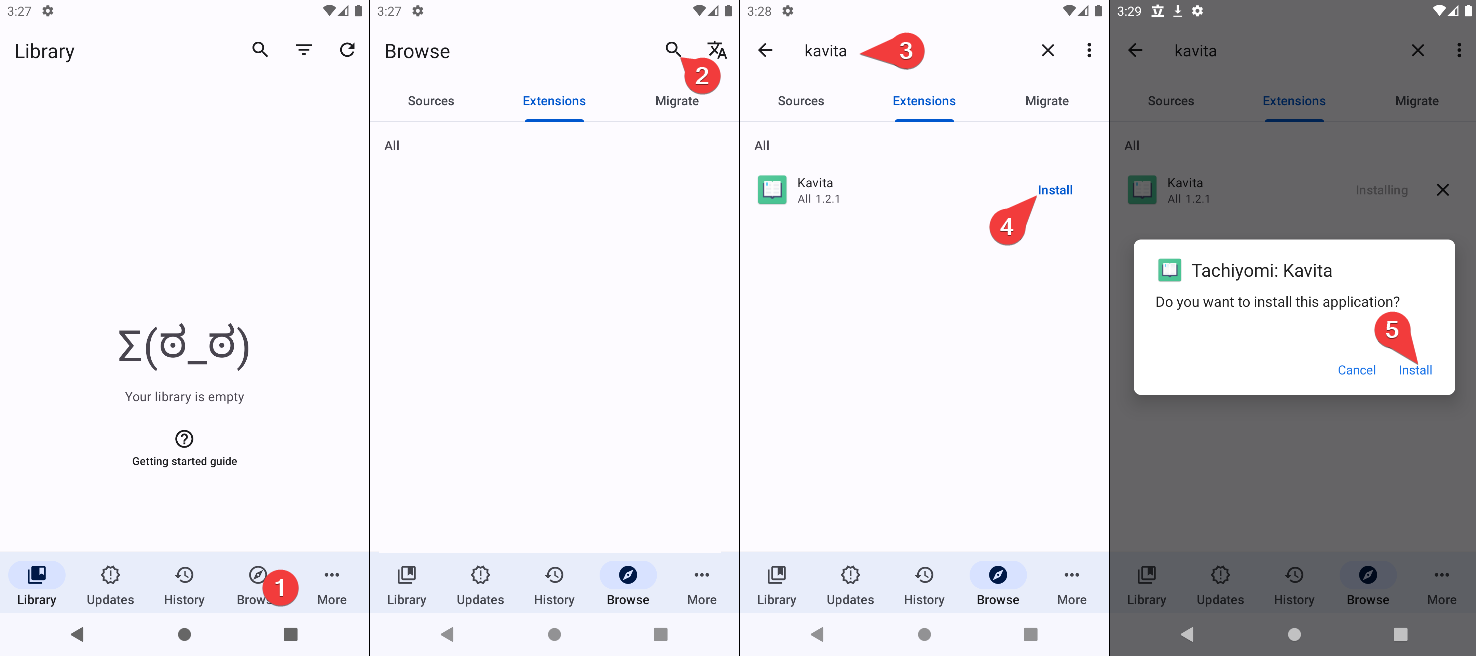 3:27
Library
Σ(ಠ_ಠ)
Your library is empty
Getting started guide
1
Library
Updates
History
Brows
More
3:27
Browse
2
Sources
Extensions
Migrate
All
Library
Updates
History
Browse
More
3:28
kavita
3
Sources
Extensions
Migrate
All
Kavita
All 1.2.1
Install
4
Library
Updates
History
Browse
More
3:29
kavita
Sources
Extensions
Migrate
All
Kavita
All 1.2.1
Installing
Tachiyomi: Kavita
Do you want to install this application?
5
Cancel
Install
Library
Updates
History
Browse
More